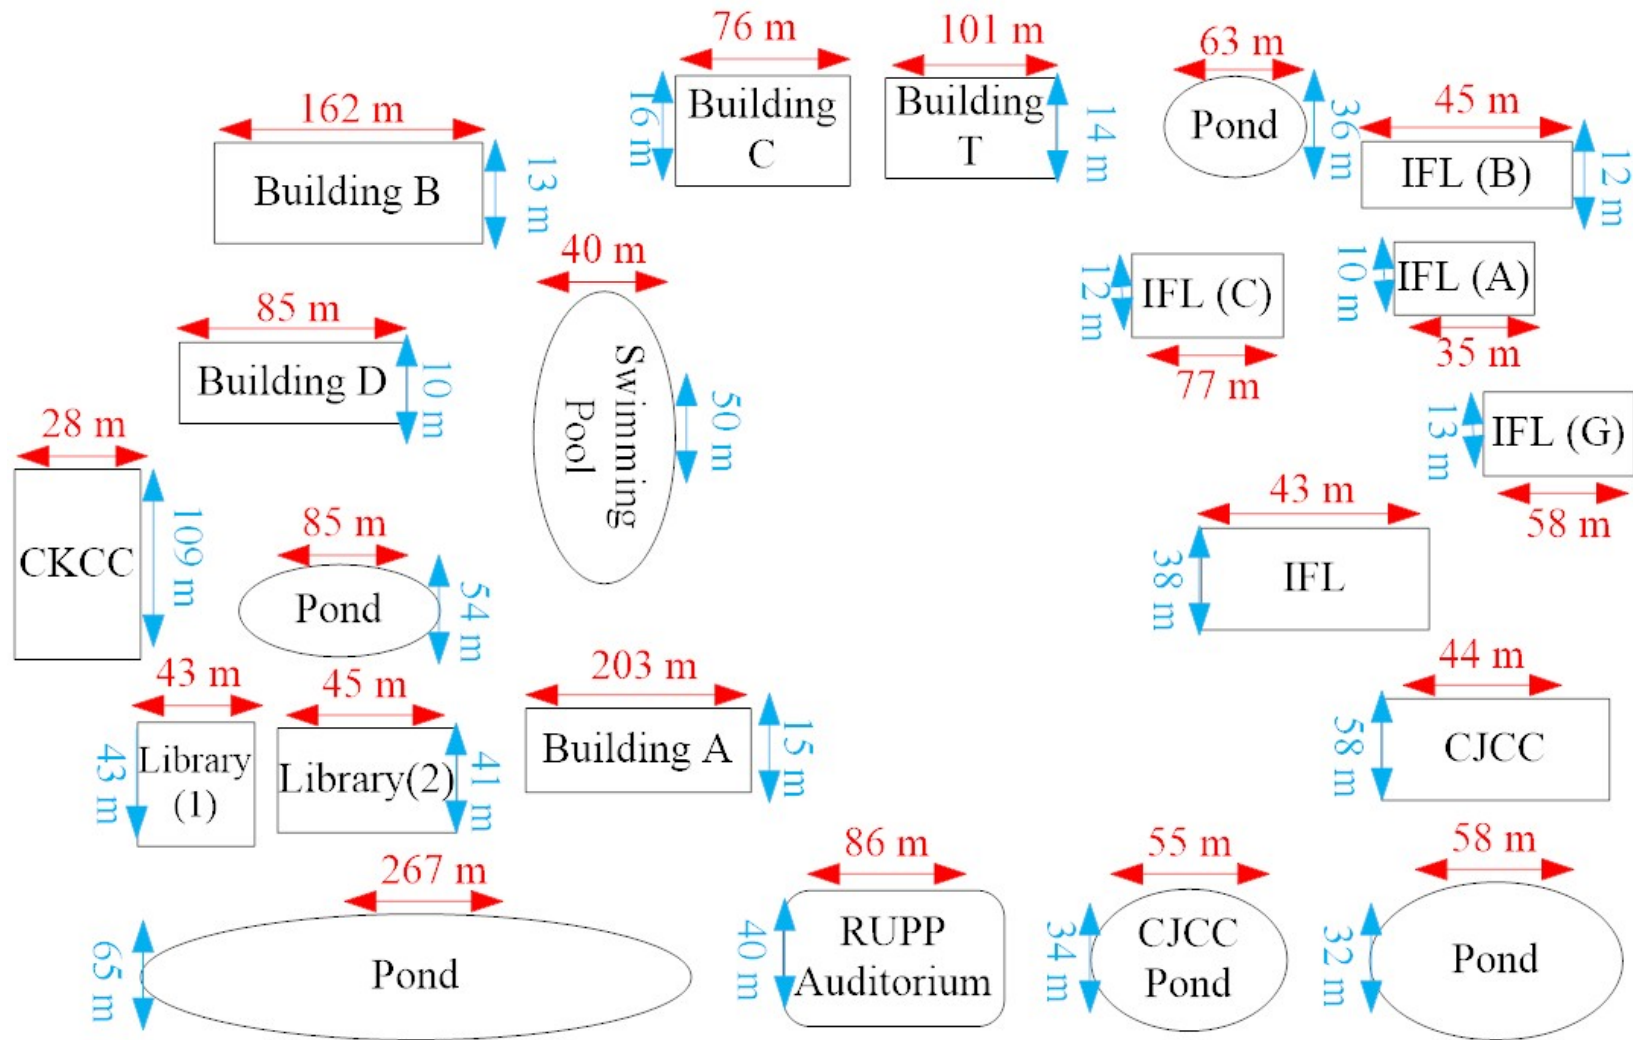 76 m
101 m
63 m
16 m
Building
C
Building
T
14 m
Pond
36 m
45 m
IFL (B)
12 m
162 m
Building B
13 m
40 m
Swimming
Pool
50 m
12 m
IFL (C)
77 m
10 m
IFL (A)
35 m
85 m
Building D
10 m
13 m
IFL (G)
58 m
28 m
CKCC
109 m
85 m
Pond
54 m
43 m
38 m
IFL
43 m
43 m
Library
(1)
45 m
Library(2)
41 m
203 m
Building A
15 m
44 m
58 m
CJCC
267 m
65 m
Pond
86 m
40 m
RUPP
Auditorium
55 m
34 m
CJCC
Pond
58 m
32 m
Pond